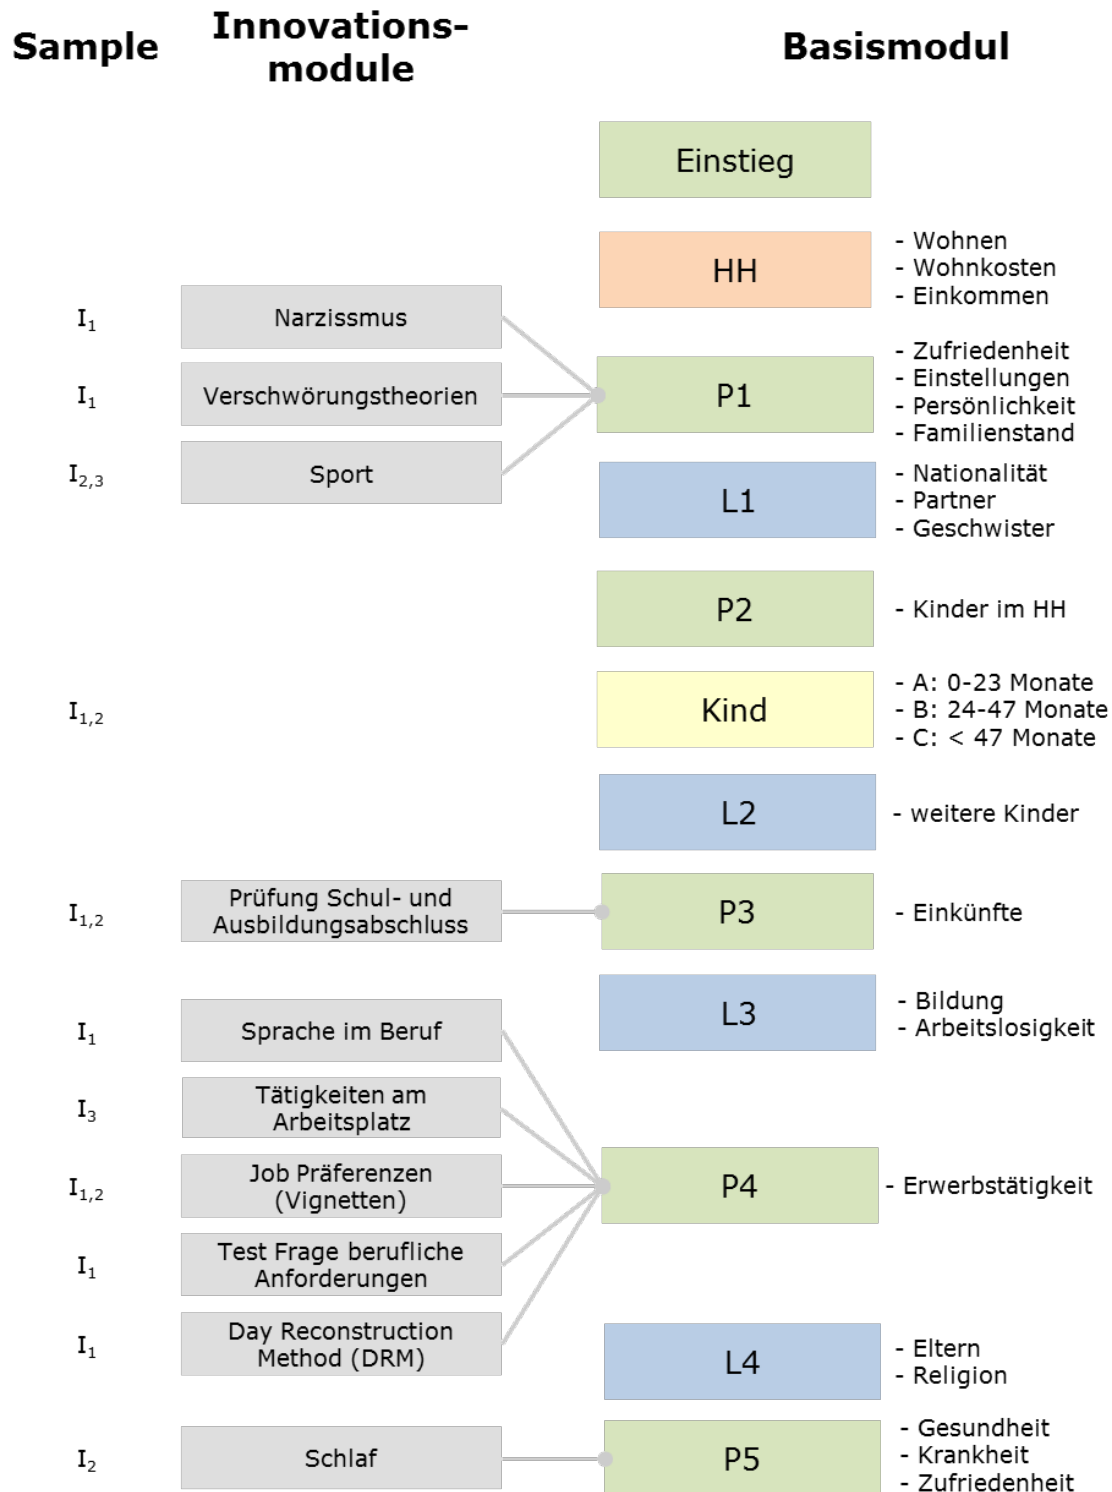 Sample
Innovations-
module
Basismodul
Einstieg
HH
- Wohnen
- Wohnkosten
- Einkommen
I₁
Narzissmus
I₁
Verschwörungstheorien
P1
- Zufriedenheit
- Einstellungen
- Persönlichkeit
- Familienstand
I₂,₃
Sport
L1
- Nationalität
- Partner
- Geschwister
P2
- Kinder im HH
I₁,₂
Kind
- A: 0-23 Monate
- B: 24-47 Monate
- C: < 47 Monate
L2
- weitere Kinder
I₁,₂
Prüfung Schul- und
Ausbildungsabschluss
P3
- Einkünfte
I₁
Sprache im Beruf
L3
- Bildung
- Arbeitslosigkeit
I₃
Tätigkeiten am
Arbeitsplatz
I₁,₂
Job Präferenzen
(Vignetten)
P4
- Erwerbstätigkeit
I₁
Test Frage berufliche
Anforderungen
I₁
Day Reconstruction
Method (DRM)
L4
- Eltern
- Religion
I₂
Schlaf
P5
- Gesundheit
- Krankheit
- Zufriedenheit